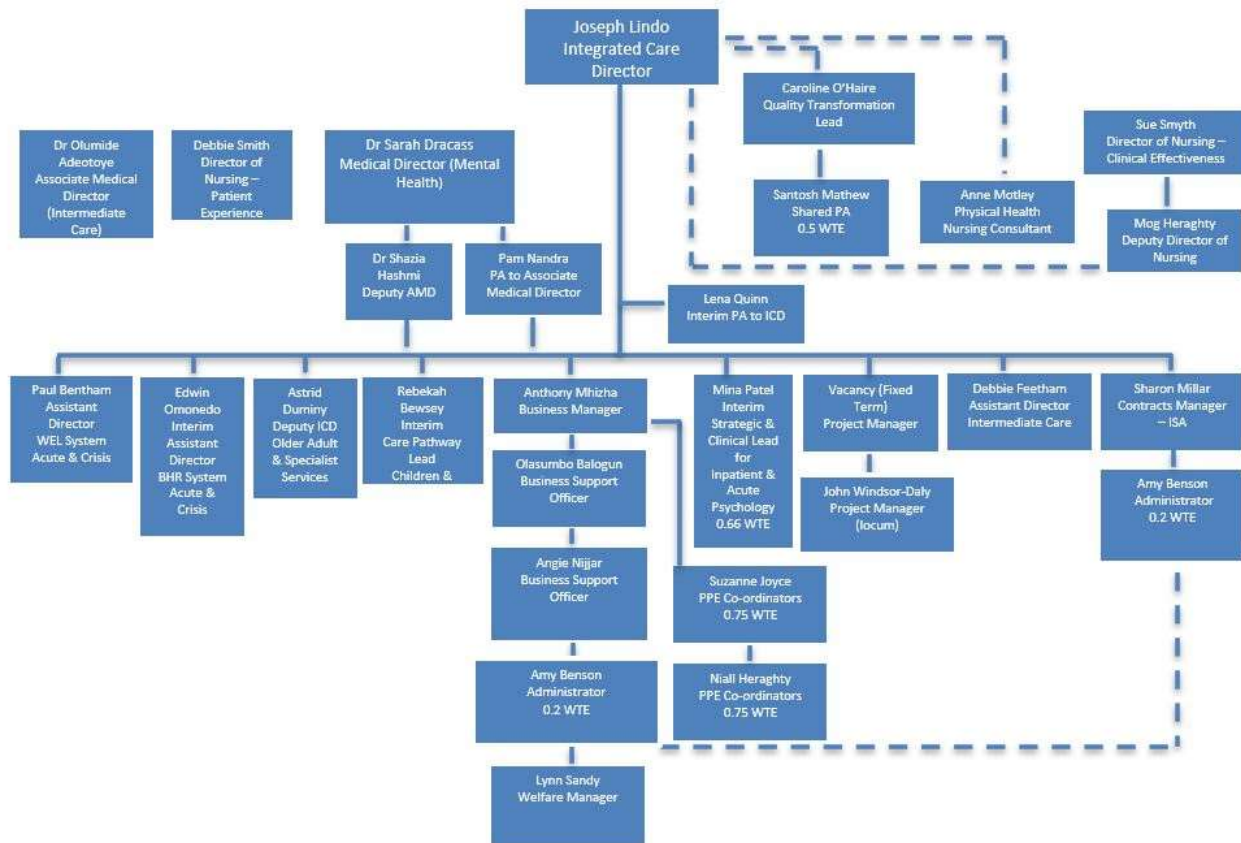 Joseph Lindo
Integrated Care
Director
Caroline O'Haire
Quality Transformation
Lead
Sue Smyth
Director of Nursing –
Clinical Effectiveness
Dr Olumide
Adeotoye
Associate Medical
Director
(Intermediate
Care)
Debbie Smith
Director of
Nursing –
Patient
Experience
Dr Sarah Dracass
Medical Director (Mental
Health)
Santosh Mathew
Shared PA
0.5 WTE
Anne Motley
Physical Health
Nursing Consultant
Mog Heraghty
Deputy Director of
Nursing
Dr Shazia
Hashmi
Deputy AMD
Pam Nandra
PA to Associate
Medical Director
Lena Quinn
Interim PA to ICD
Paul Bentham
Assistant
Director
WEL System
Acute & Crisis
Edwin
Omonedo
Interim
Assistant
Director
BHR System
Acute &
Crisis
Astrid
Duminy
Deputy ICD
Older Adult
& Specialist
Services
Rebekah
Bewsey
Interim
Care Pathway
Lead
Children &
Anthony Mhizha
Business Manager
Mina Patel
Interim
Strategic &
Clinical Lead
for
Inpatient &
Acute
Psychology
0.66 WTE
Vacancy (Fixed
Term)
Project Manager
Debbie Feetham
Assistant Director
Intermediate Care
Sharon Millar
Contracts Manager
– ISA
Olasumbo Balogun
Business Support
Officer
John Windsor-Daly
Project Manager
(locum)
Amy Benson
Administrator
0.2 WTE
Angie Nijjar
Business Support
Officer
Suzanne Joyce
PPE Co-ordinators
0.75 WTE
Amy Benson
Administrator
0.2 WTE
Niall Heraghty
PPE Co-ordinators
0.75 WTE
Lynn Sandy
Welfare Manager